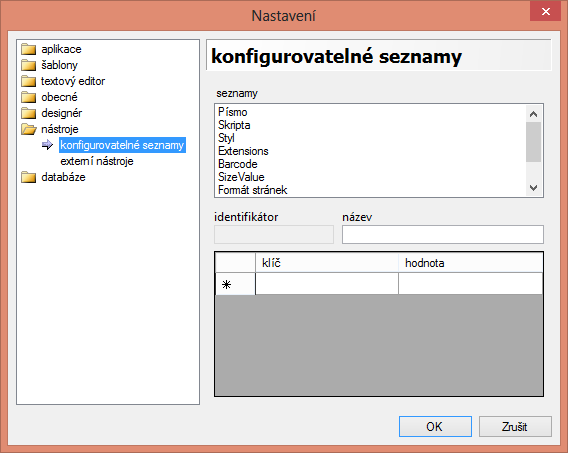 Nastavení
aplikace
šablony
textový editor
obecné
designér
nástroje
konfigurovatelné seznamy
externí nástroje
databáze
konfigurovatelné seznamy
seznamy
Písmo
Skripta
Styl
Extensions
Barcode
SizeValue
Formát stránek
identifikátor název
klíč hodnota
OK Zrušit